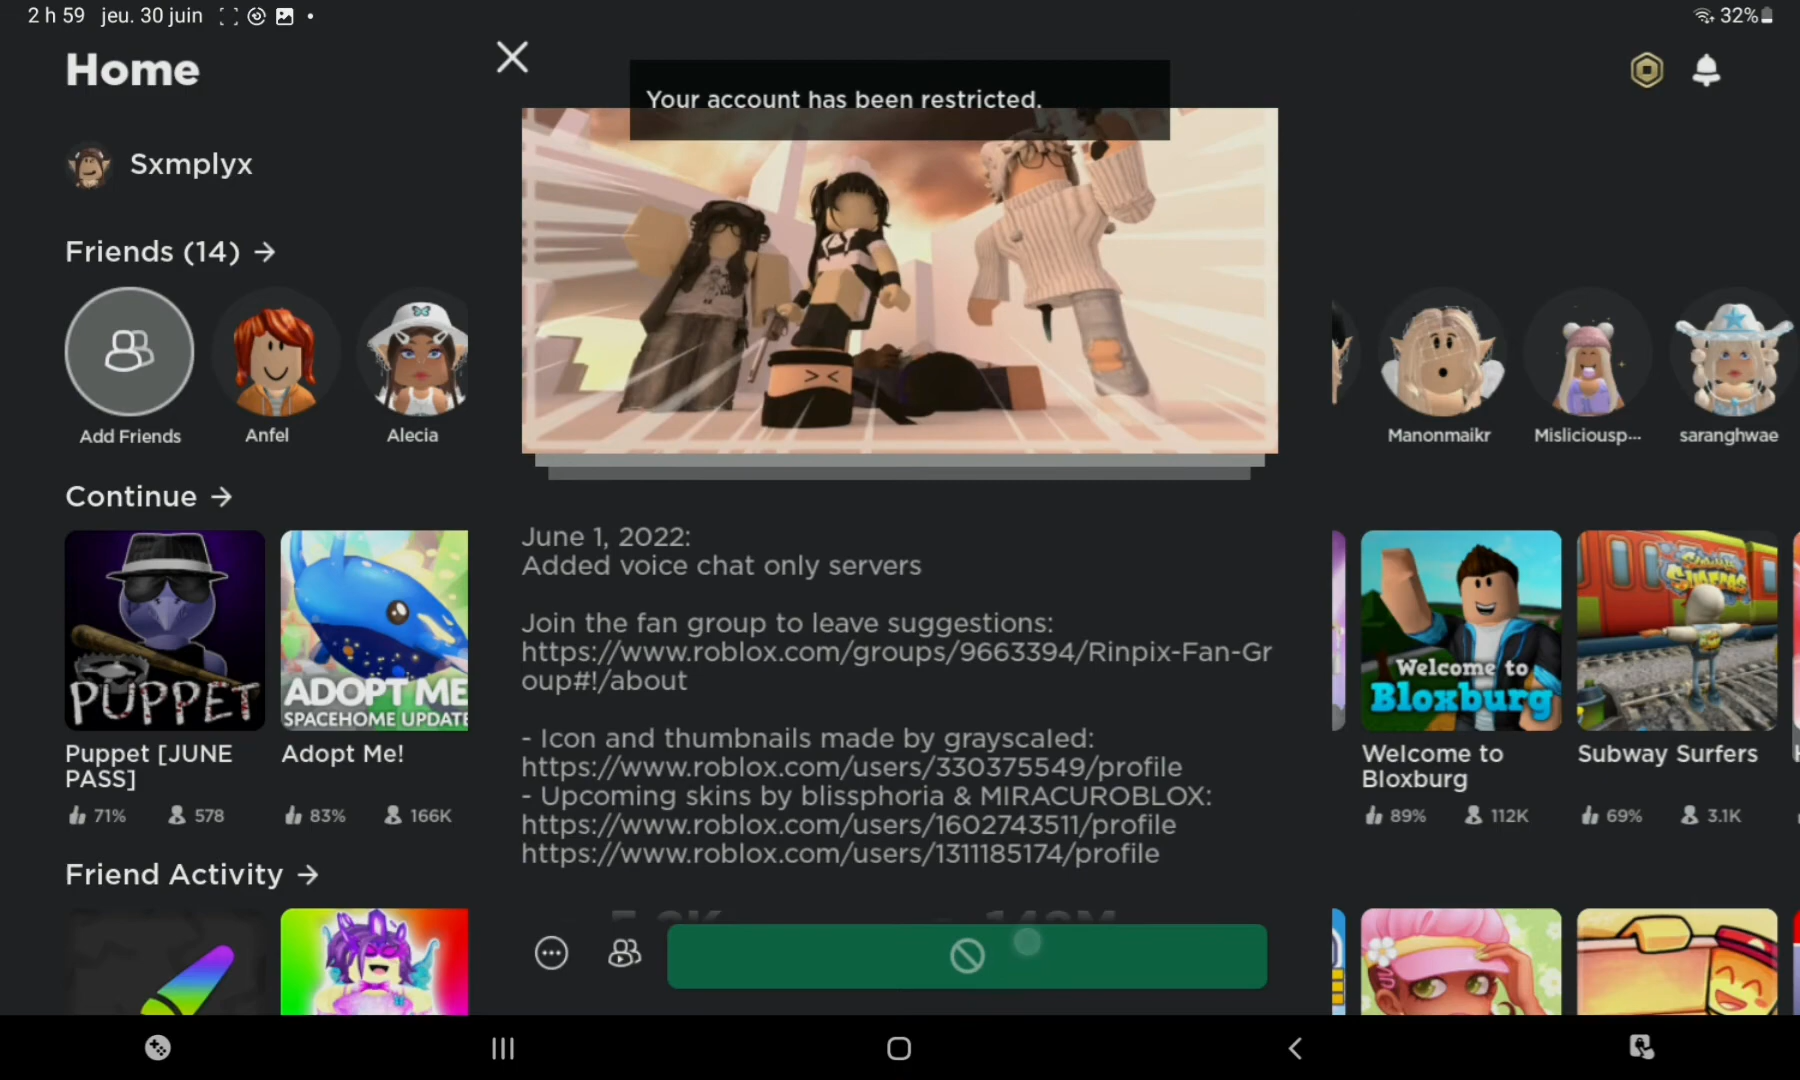 2 h 59 jeu. 30 juin
32%
Home
Your account has been restricted.
Sxmplyx
Friends (14) →
Add Friends
Anfel
Alecia
Manonmaikr
Misliciousp...
saranghwae
Continue →
PUPPET
ADOPT ME
SPACEHOME UPDATE
Welcome to
Bloxburg
Puppet [JUNE
PASS]
71% 578
Adopt Me!
83% 166K
Welcome to
Bloxburg
89% 112K
Subway Surfers
69% 3.1K
June 1, 2022:
Added voice chat only servers
Join the fan group to leave suggestions:
https://www.roblox.com/groups/9663394/Rinpix-Fan-Gr
oup#!/about
- Icon and thumbnails made by grayscaled:
https://www.roblox.com/users/330375549/profile
- Upcoming skins by blissphoria & MIRACUROBLOX:
https://www.roblox.com/users/1602743511/profile
https://www.roblox.com/users/1311185174/profile
Friend Activity →